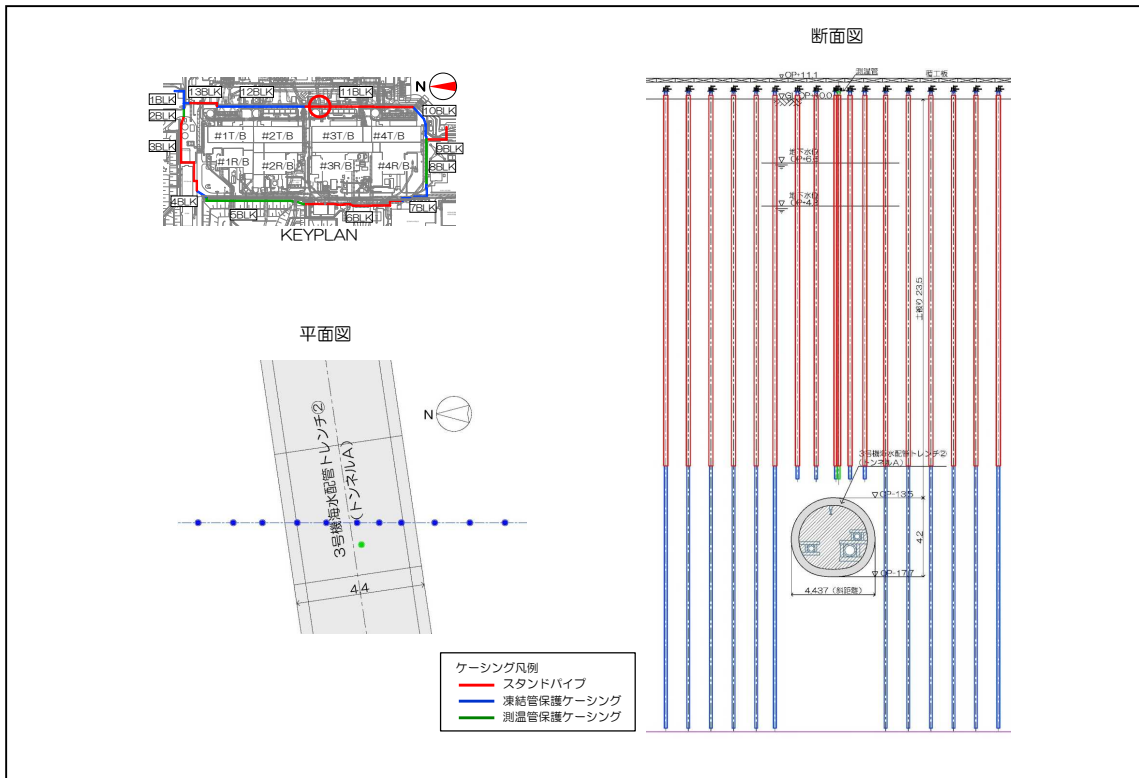 断面図
OP+11.1
測温管
覆工板
GL(OP+10.0)
地下水位
OP+6.6
地下水位
土被り 23.5
3号機海水配管トレンチ②
(トンネルA)
OP-13.5
4.2
OP-17.7
4.437 (斜距離)
1BLK
2BLK
3BLK
4BLK
5BLK
6BLK
7BLK
8BLK
9BLK
10BLK
11BLK
12BLK
13BLK
N
#1T/B
#2T/B
#3T/B
#4T/B
#1R/B
#2R/B
#3R/B
#4R/B
KEYPLAN
平面図
3号機海水配管トレンチ②
(トンネルA)
N
4.4
ケーシング凡例
スタンドパイプ
凍結管保護ケーシング
測温管保護ケーシング